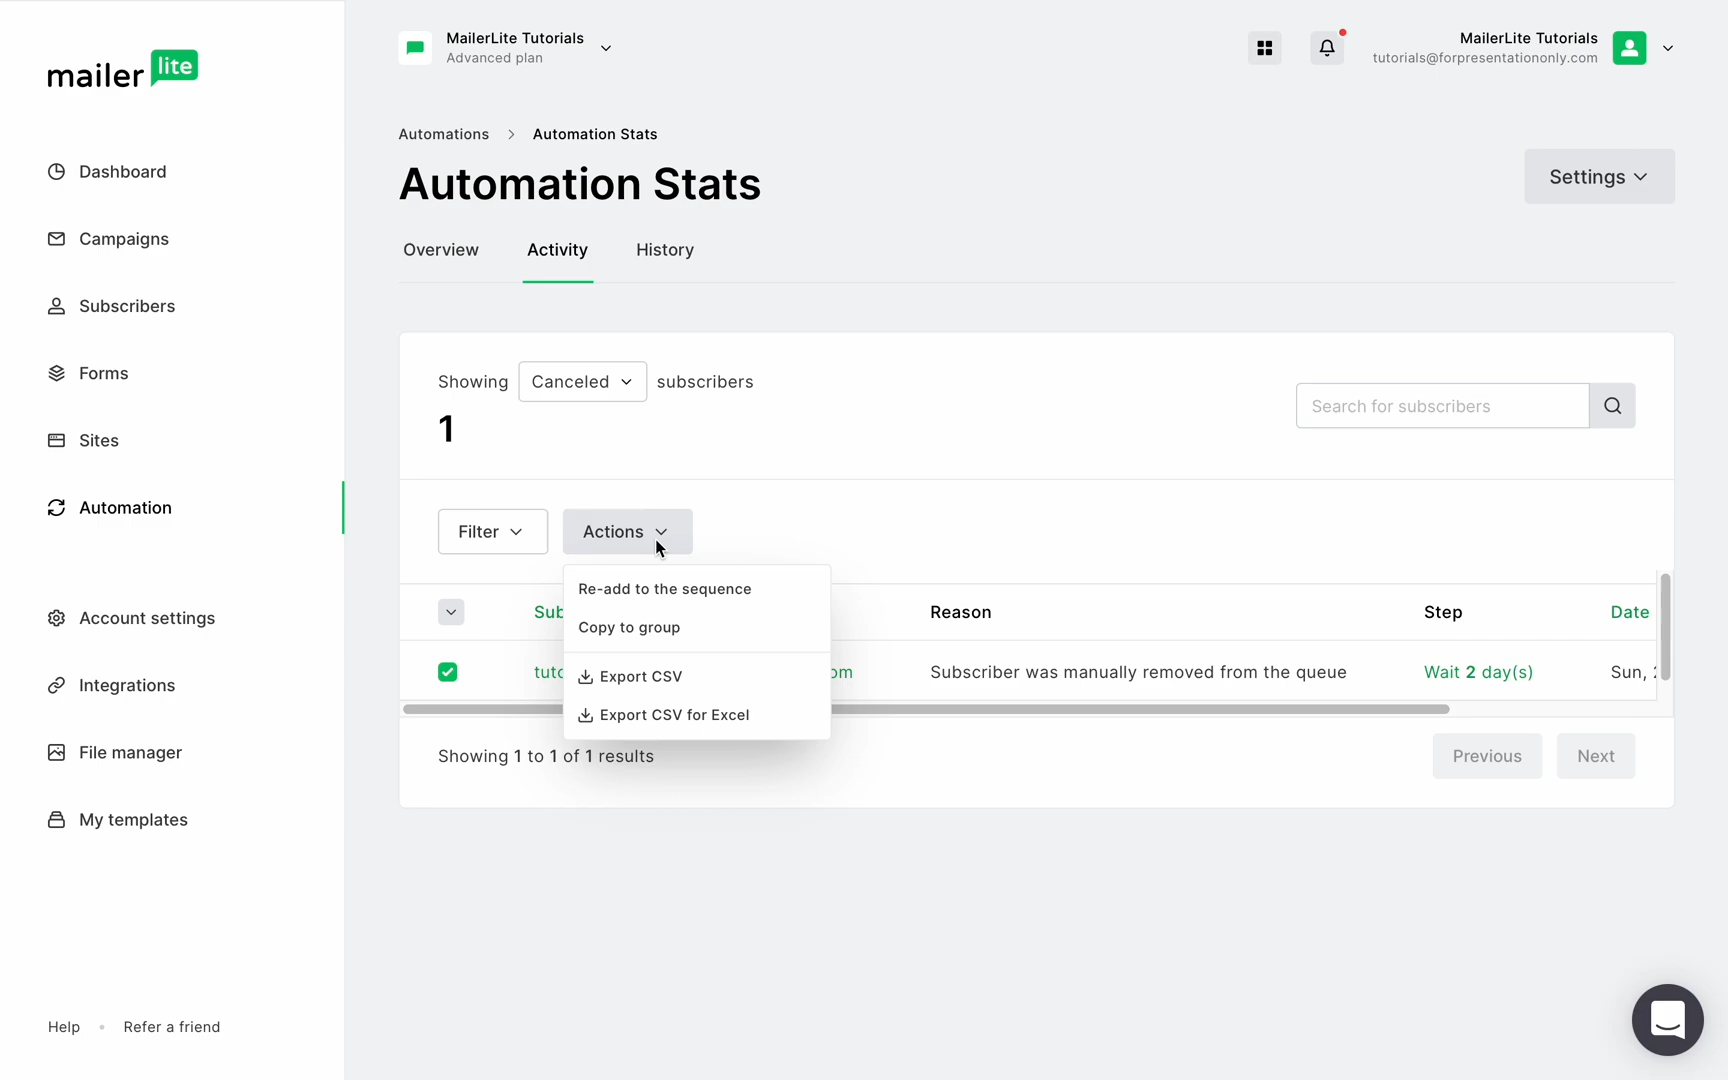 mailer lite
MailerLite Tutorials
Advanced plan
MailerLite Tutorials
tutorials@forpresentationonly.com
Dashboard
Campaigns
Subscribers
Forms
Sites
Automation
Account settings
Integrations
File manager
My templates
Help • Refer a friend
Automations > Automation Stats
Automation Stats
Settings
Overview Activity History
Showing Canceled subscribers
1
Search for subscribers
Filter Actions
Re-add to the sequence
Copy to group
Export CSV
Export CSV for Excel
Sub Reason Step Date
tuto om Subscriber was manually removed from the queue Wait 2 day(s) Sun,
Showing 1 to 1 of 1 results
Previous Next